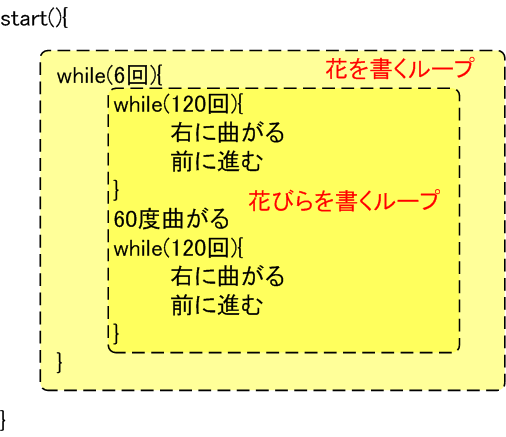 start(){
花を書くループ
while(6回){
while(120回){
右に曲がる
前に進む
}
花びらを書くループ
60度曲がる
while(120回){
右に曲がる
前に進む
}
}
}